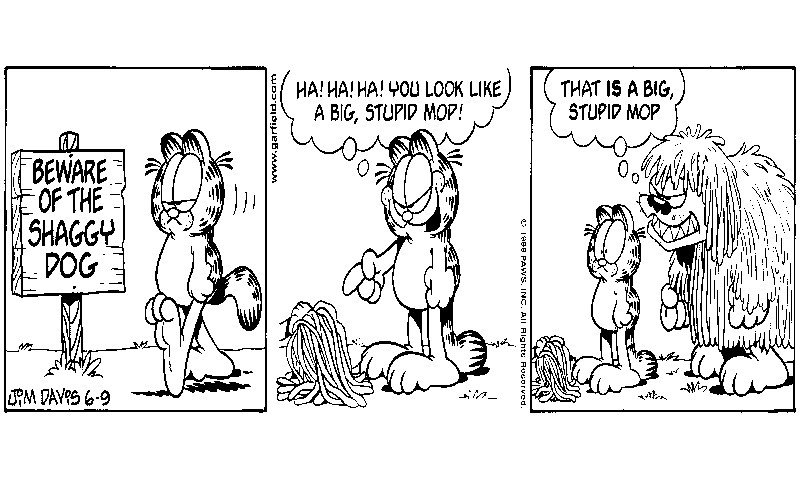 BEWARE
OF THE
SHAGGY
DOG
JIM DAVIS 6-9
www.garfield.com
HA! HA! HA! YOU LOOK LIKE
A BIG, STUPID MOP!
© 1999 PAWS, INC. All Rights Reserved.
THAT IS A BIG,
STUPID MOP